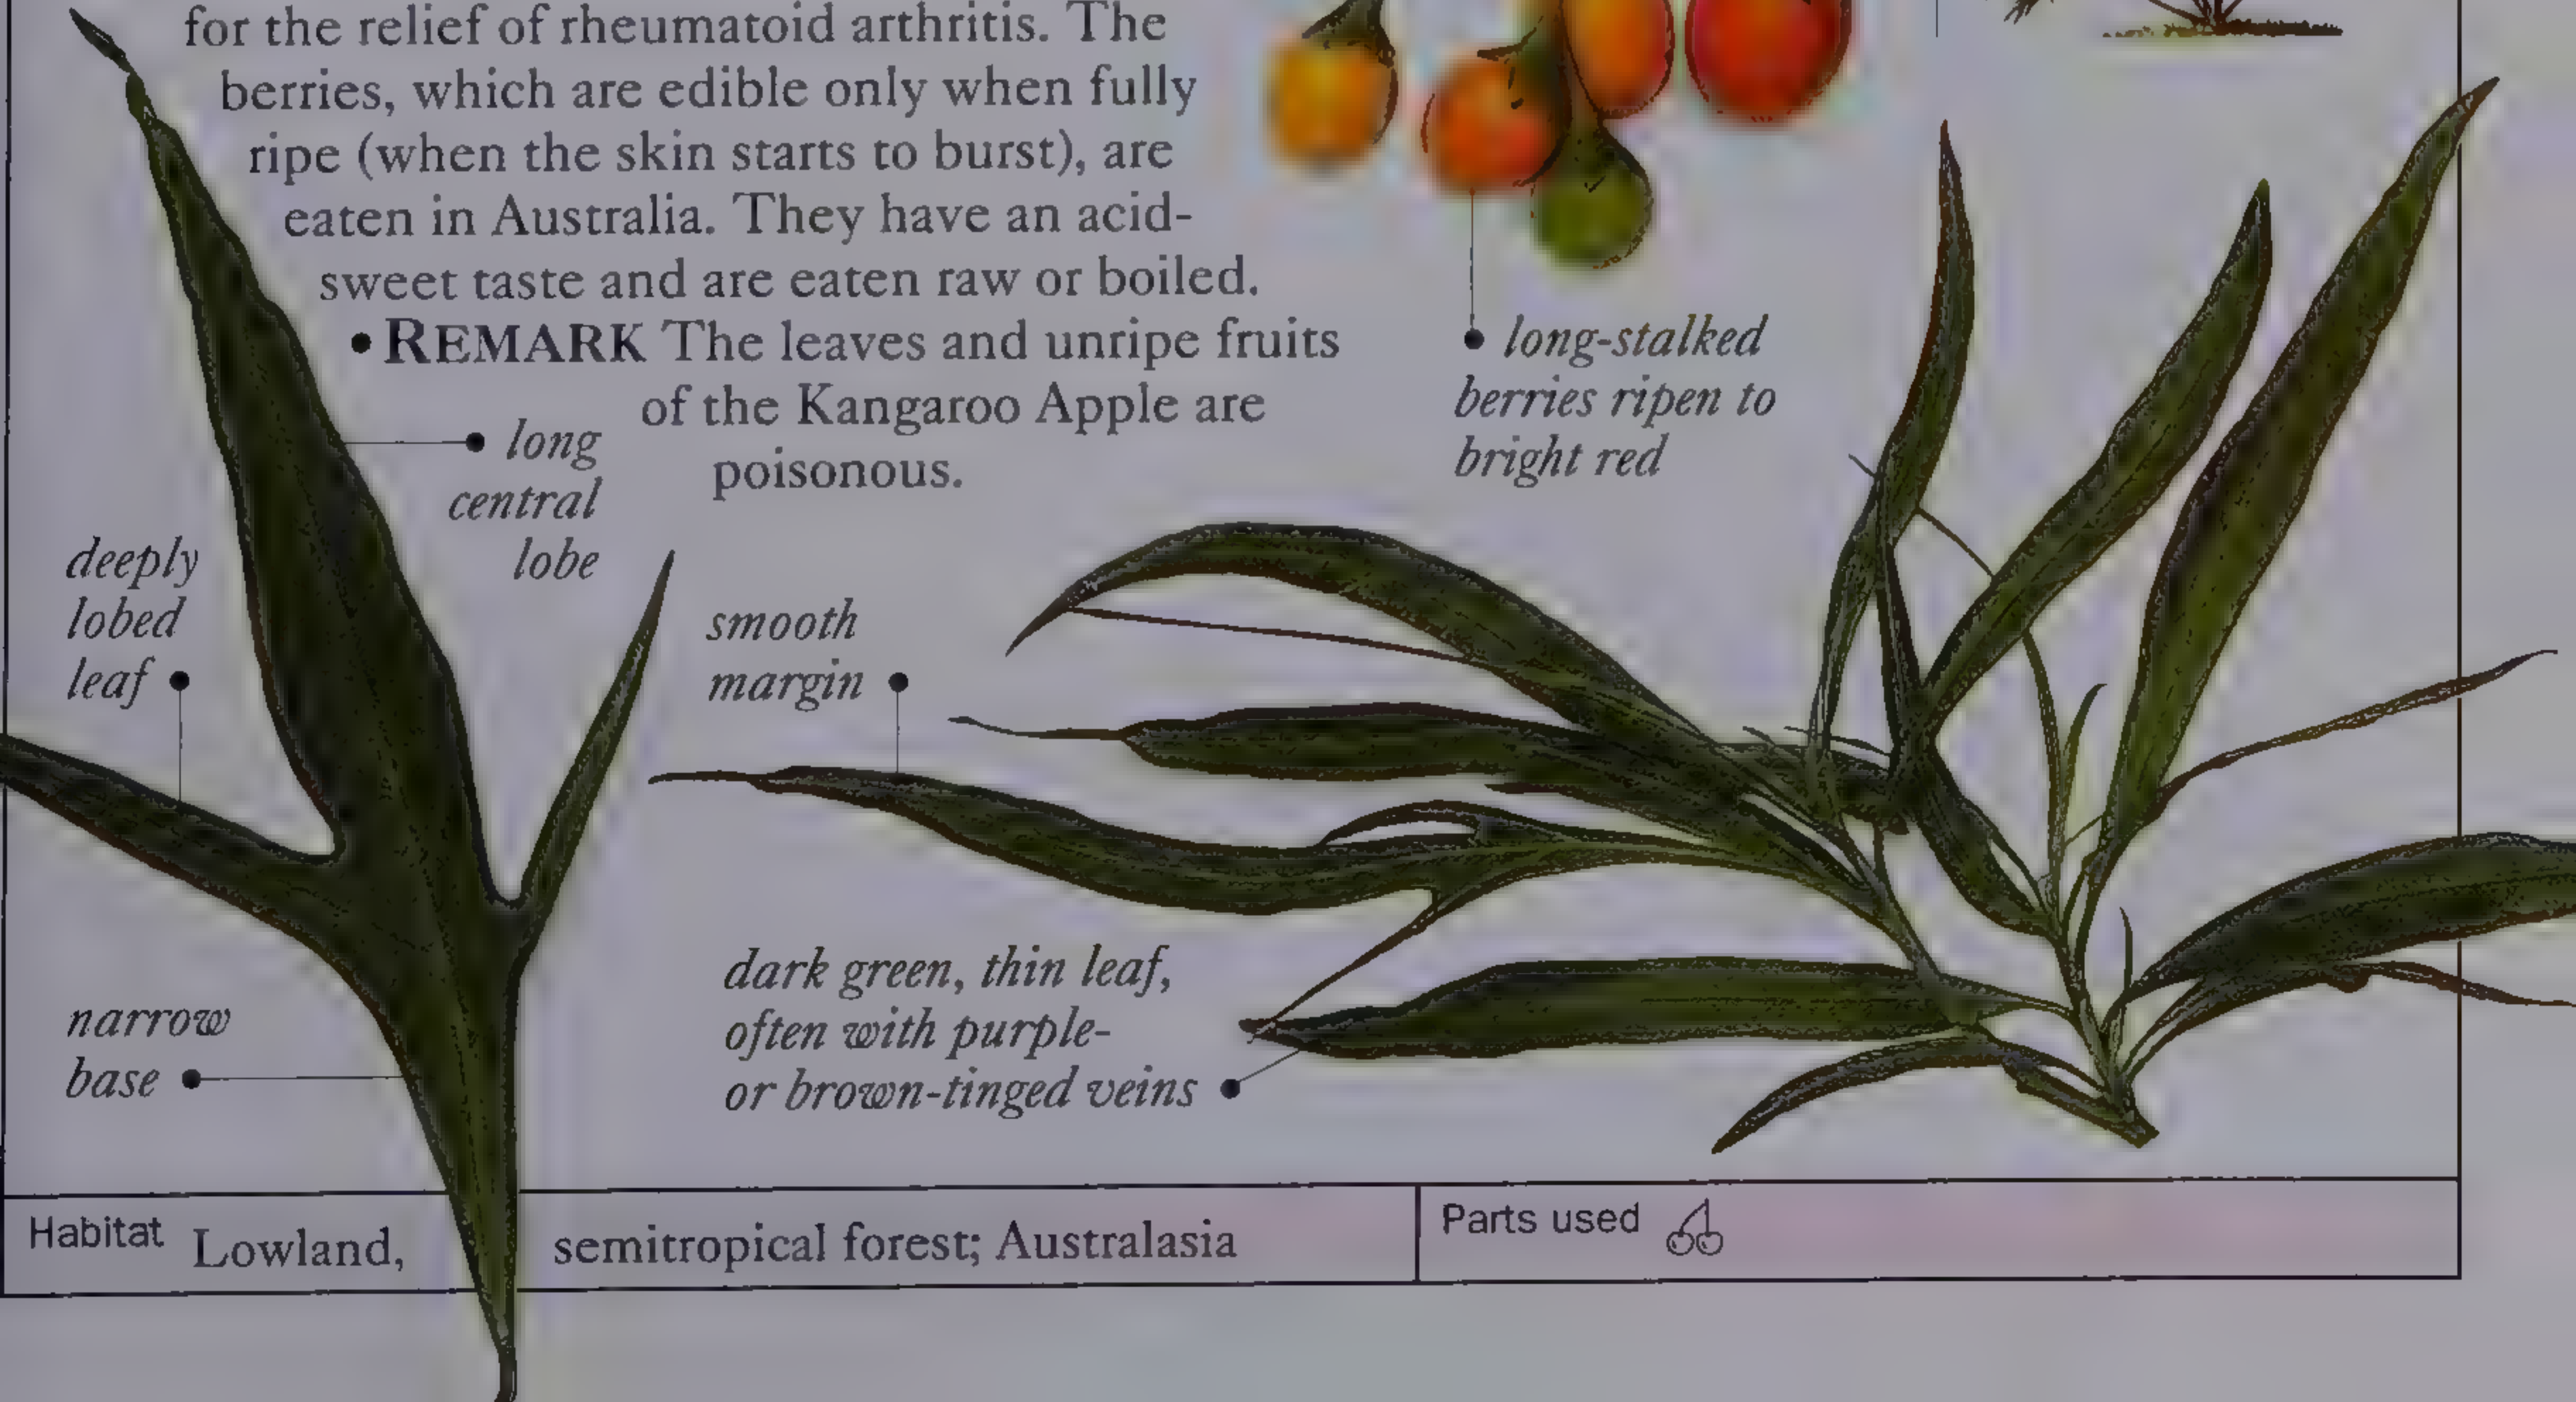 for the relief of rheumatoid arthritis. The
berries, which are edible only when fully
ripe (when the skin starts to burst), are
eaten in Australia. They have an acid-
sweet taste and are eaten raw or boiled.
• REMARK The leaves and unripe fruits
of the Kangaroo Apple are
poisonous.
long
central
lobe
long-stalked
berries ripen to
bright red
deeply
lobed
leaf
smooth
margin
narrow
base
dark green, thin leaf,
often with purple-
or brown-tinged veins
Habitat Lowland, semitropical forest; Australasia
Parts used